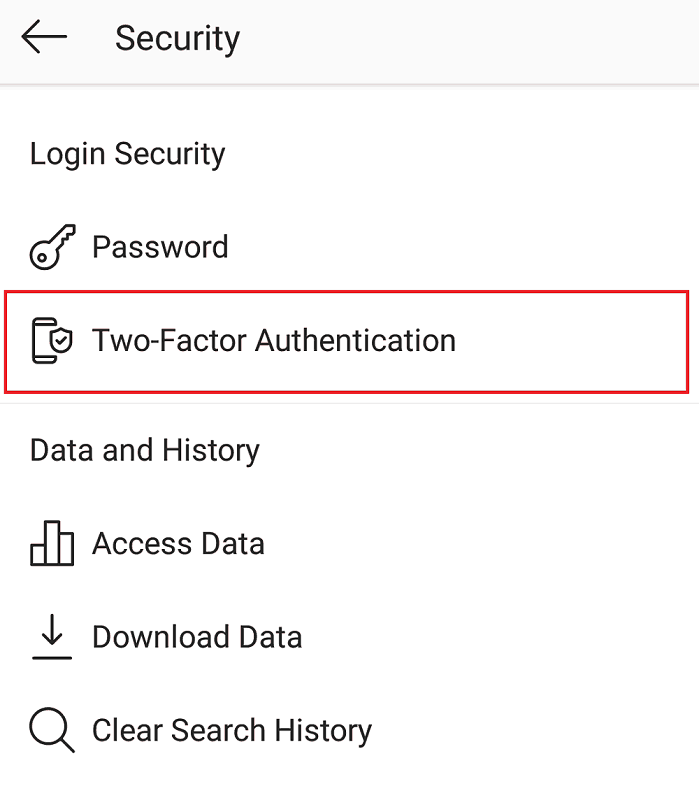 Security
Login Security
Password
Two-Factor Authentication
Data and History
Access Data
Download Data
Clear Search History